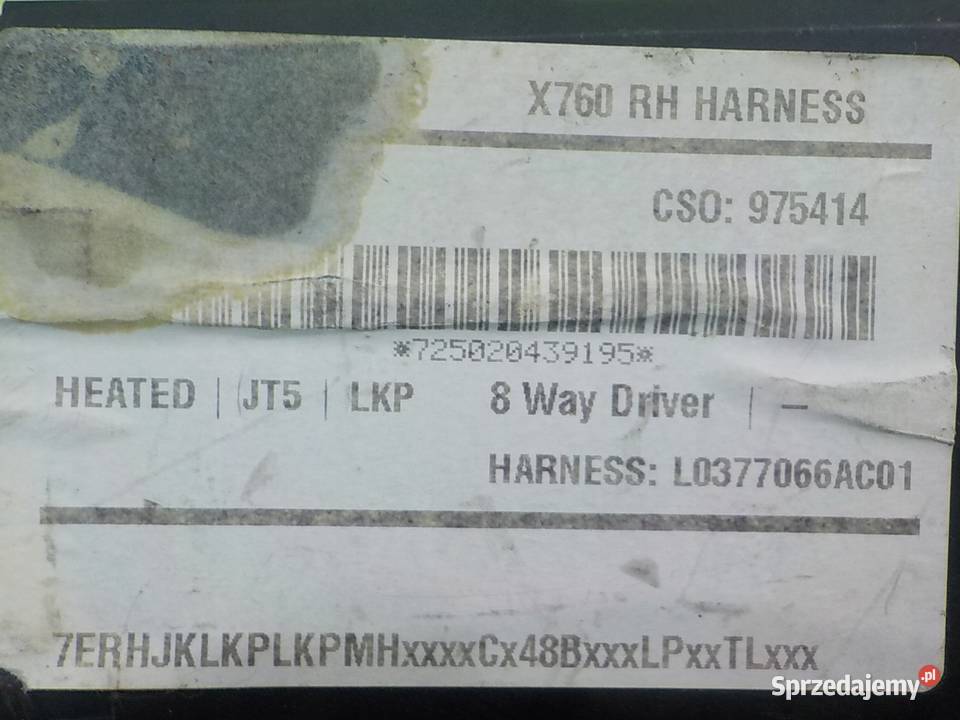 X760 RH HARNESS
CSO: 975414
*725020439195*
HEATED | JT5 | LKP 8 Way Driver | –
HARNESS: L0377066AC01
7ERHJKLKPLKPMHxxxxCx48BxxxLPxxTLxxx
Sprzedajemy.pl